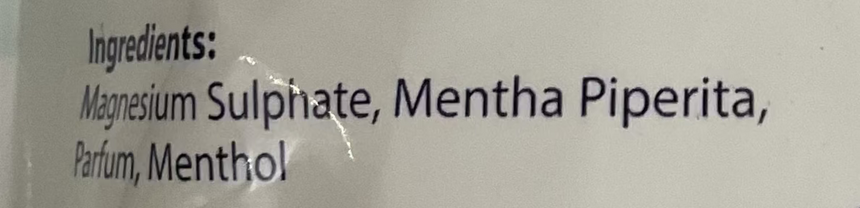 Ingredients:
Magnesium Sulphate, Mentha Piperita,
Parfum, Menthol